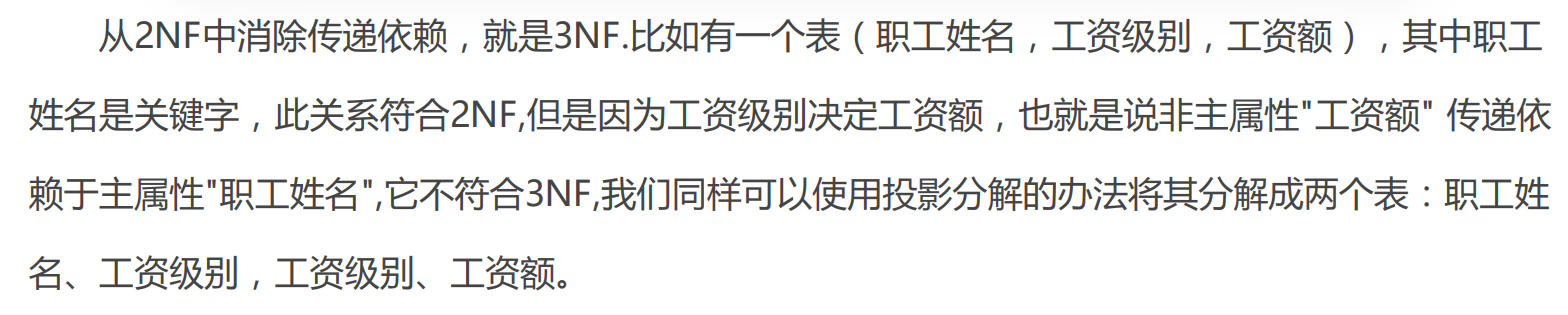 从2NF中消除传递依赖，就是3NF.比如有一个表（职工姓名，工资级别，工资额），其中职工
姓名是关键字，此关系符合2NF,但是因为工资级别决定工资额，也就是说非主属性"工资额" 传递依
赖于主属性"职工姓名",它不符合3NF,我们同样可以使用投影分解的办法将其分解成两个表：职工姓
名、工资级别，工资级别、工资额。